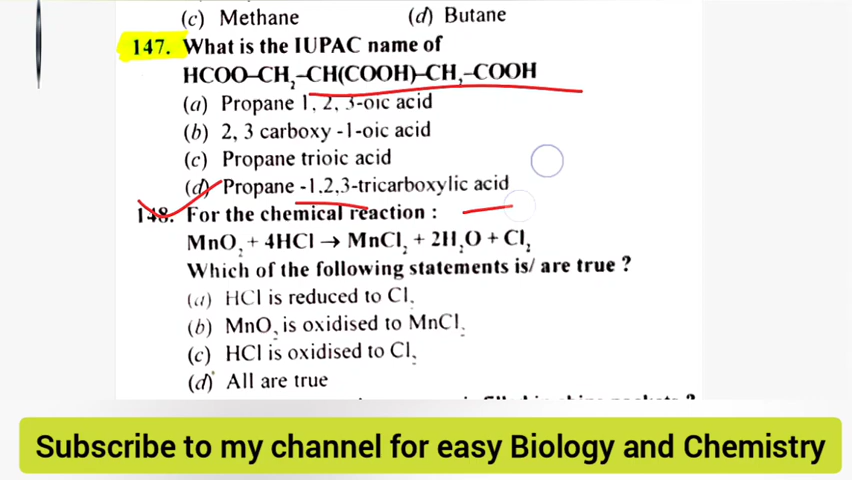 (c) Methane (d) Butane
147. What is the IUPAC name of
HCOO–CH₂–CH(COOH)–CH₂–COOH
(a) Propane 1, 2, 3-oic acid
(b) 2, 3 carboxy -1-oic acid
(c) Propane trioic acid
(d) Propane -1,2,3-tricarboxylic acid
148. For the chemical reaction :
MnO₂ + 4HCl → MnCl₂ + 2H₂O + Cl₂
Which of the following statements is/ are true ?
(a) HCl is reduced to Cl₂
(b) MnO₂ is oxidised to MnCl₂
(c) HCl is oxidised to Cl₂
(d) All are true
Subscribe to my channel for easy Biology and Chemistry